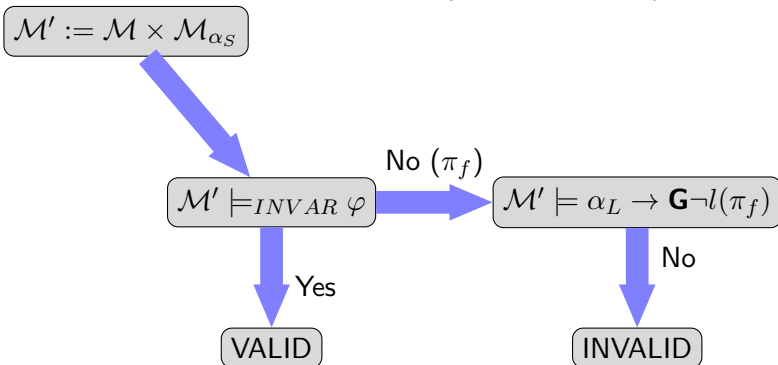 M′ := M × M_{α_S}
No (π_f)
M′ ⊨_{INVAR} φ
M′ ⊨ α_L → G¬l(π_f)
Yes
No
VALID
INVALID